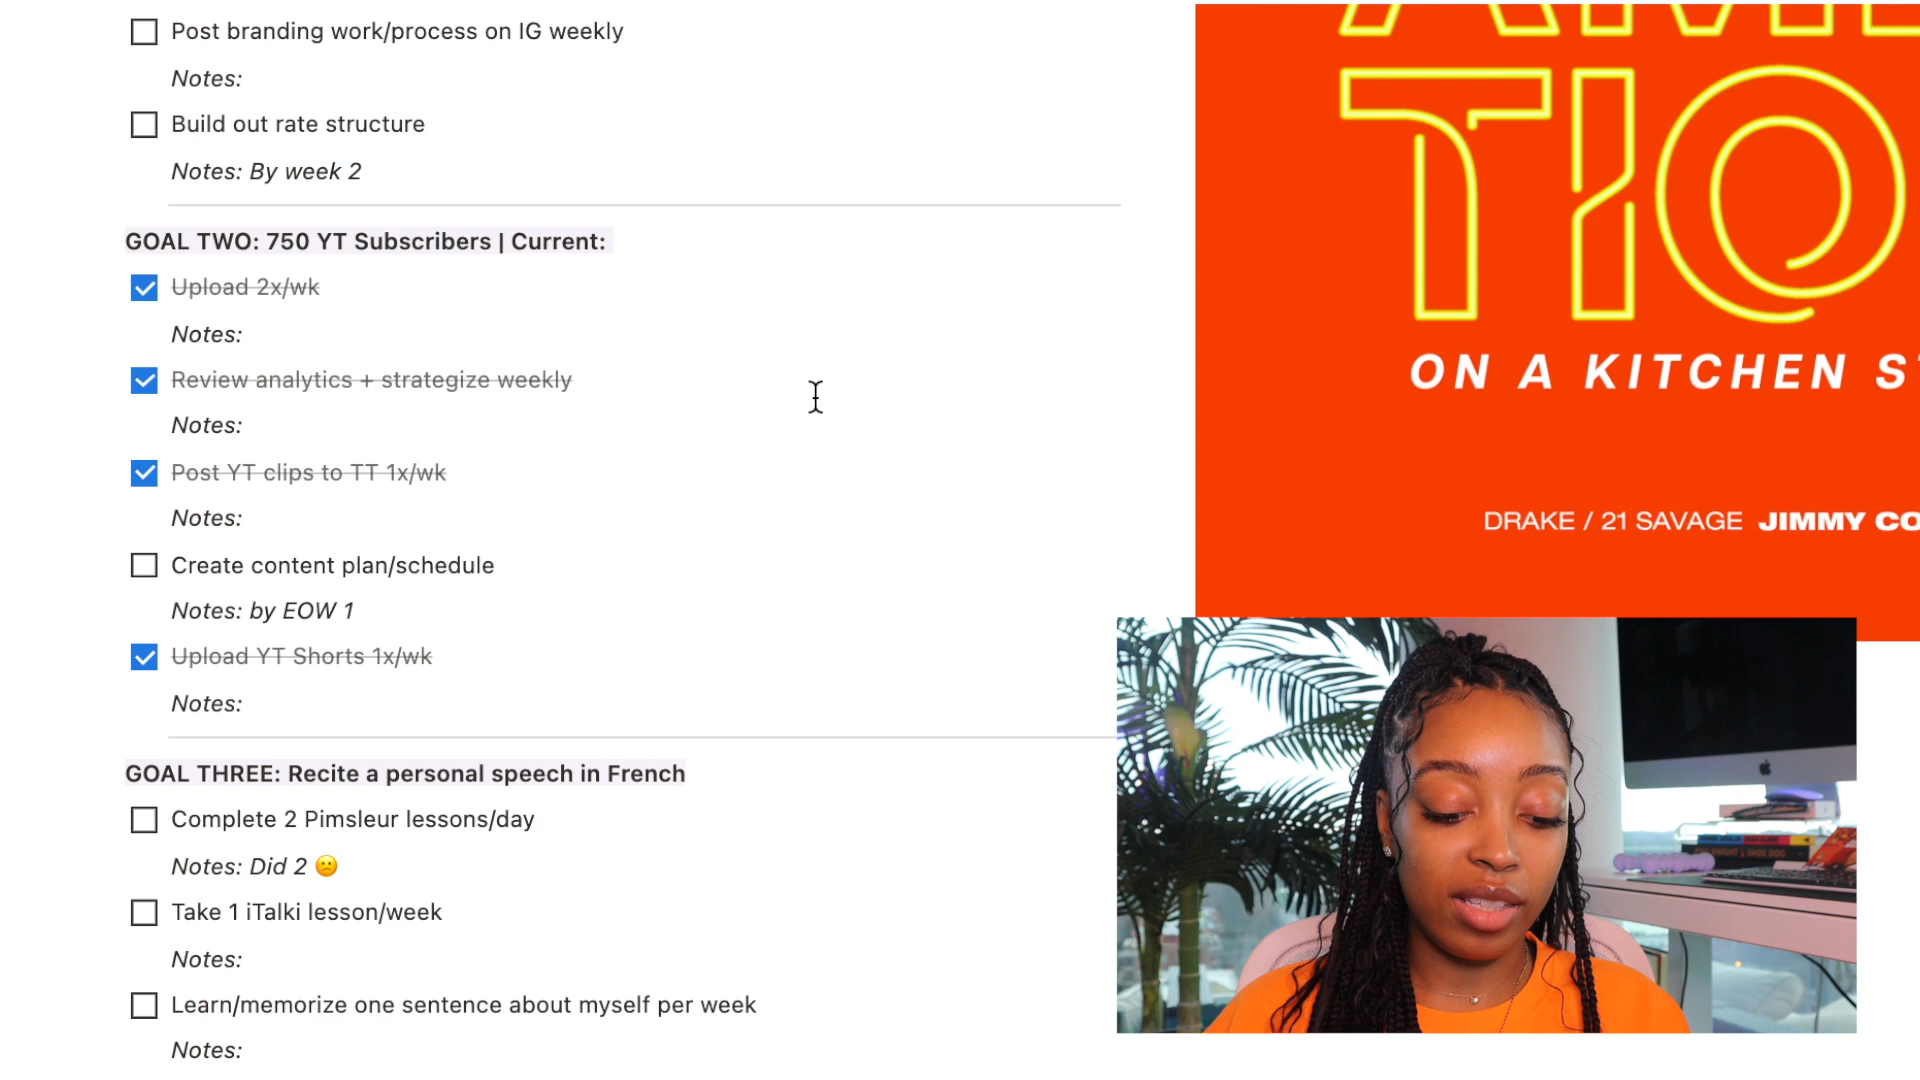 Post branding work/process on IG weekly
Notes:
Build out rate structure
Notes: By week 2
GOAL TWO: 750 YT Subscribers | Current:
Upload 2x/wk
Notes:
Review analytics + strategize weekly
Notes:
Post YT clips to TT 1x/wk
Notes:
Create content plan/schedule
Notes: by EOW 1
Upload YT Shorts 1x/wk
Notes:
GOAL THREE: Recite a personal speech in French
Complete 2 Pimsleur lessons/day
Notes: Did 2 😕
Take 1 iTalki lesson/week
Notes:
Learn/memorize one sentence about myself per week
Notes:
TIO
ON A KITCHEN S
DRAKE / 21 SAVAGE JIMMY CO